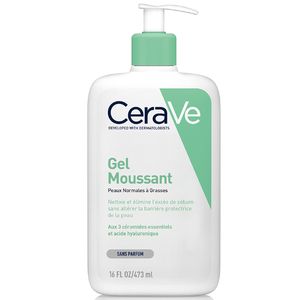 CeraVe
DEVELOPED WITH DERMATOLOGISTS
Gel
Moussant
Peaux Normales à Grasses
Nettoie et élimine l'excès de sébum
sans altérer la barrière protectrice
de la peau
Aux 3 céramides essentiels
et acide hyaluronique
SANS PARFUM
16 FL OZ/473 ml